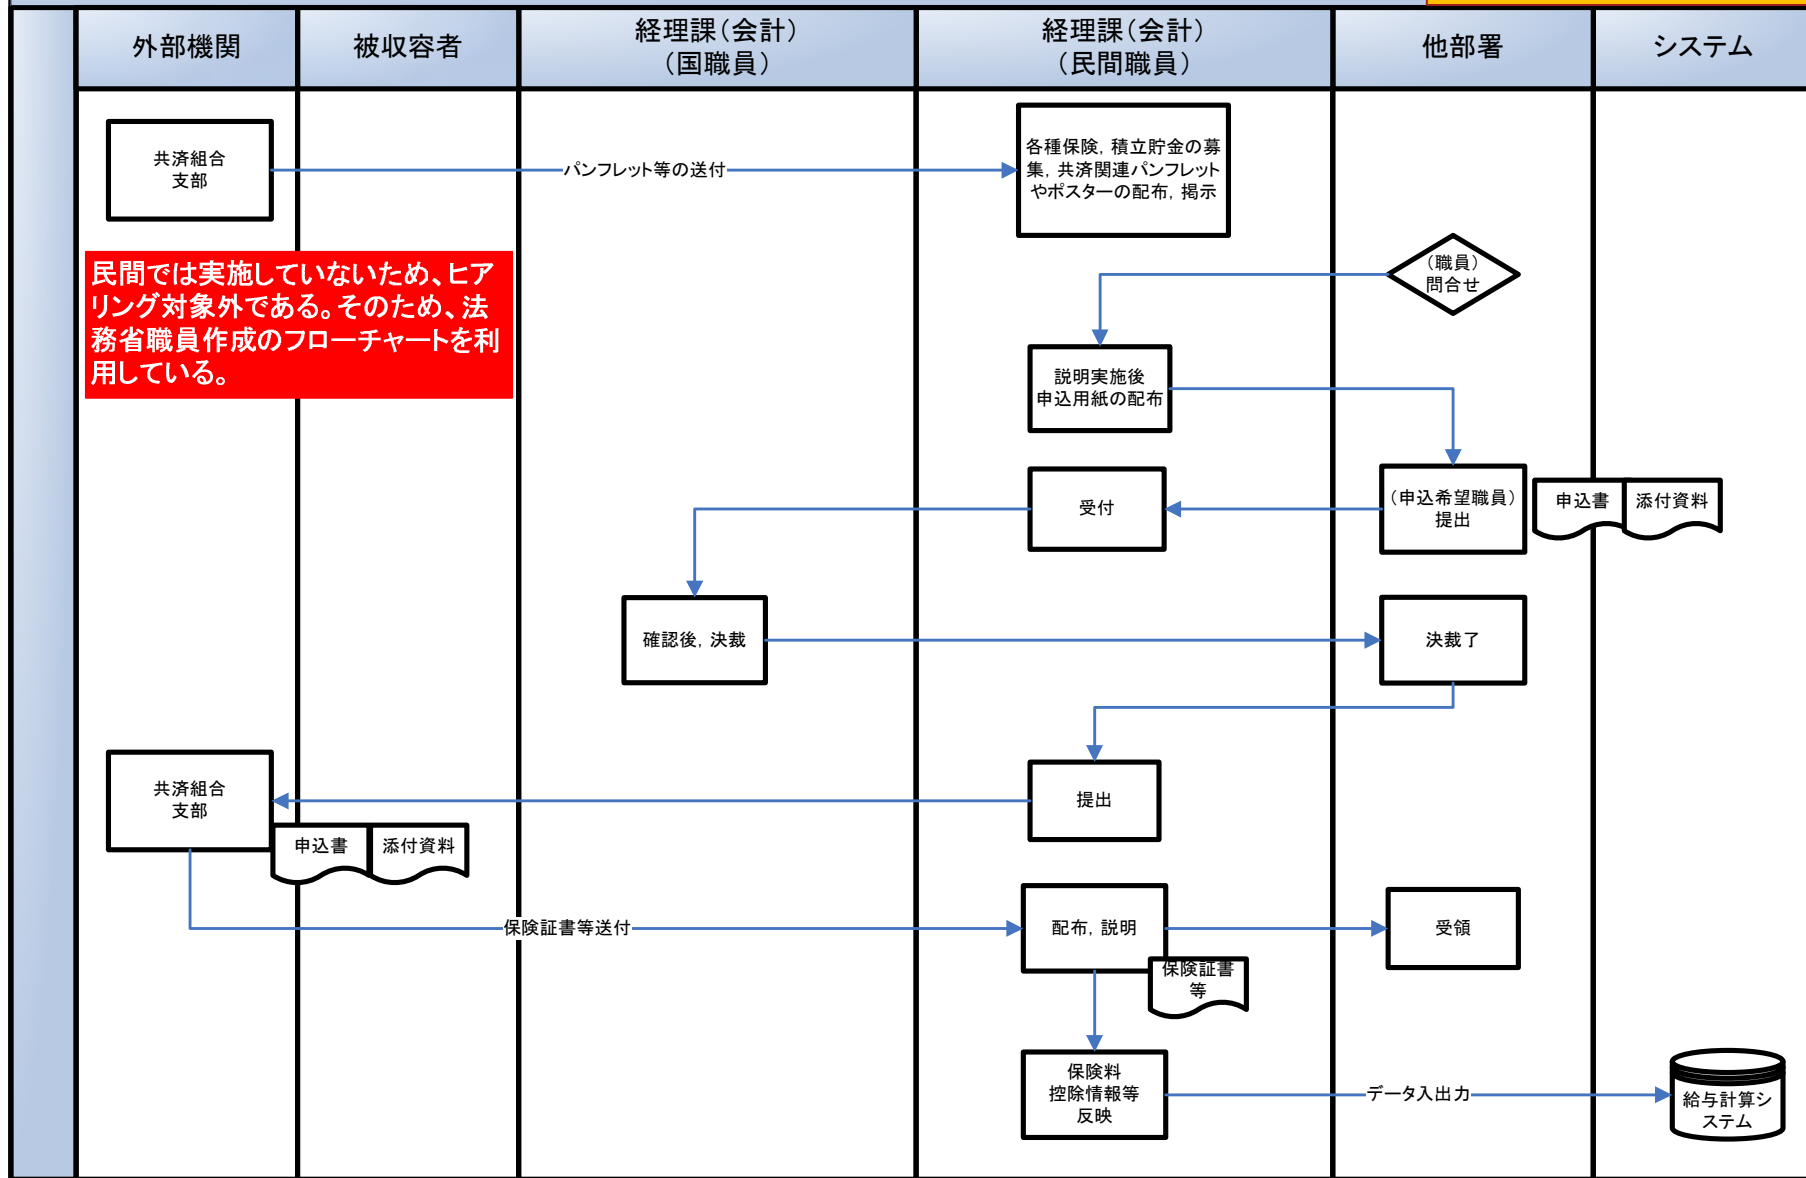 外部機関
被収容者
経理課（会計）
（国職員）
経理課（会計）
（民間職員）
他部署
システム
共済組合
支部
パンフレット等の送付
各種保険，積立貯金の募
集，共済関連パンフレット
やポスターの配布，掲示
民間では実施していないため、ヒア
リング対象外である。そのため、法
務省職員作成のフローチャートを利
用している。
（職員）
問合せ
説明実施後
申込用紙の配布
（申込希望職員）
提出
申込書
添付資料
受付
確認後，決裁
決裁了
提出
共済組合
支部
申込書
添付資料
保険証書等送付
配布，説明
保険証書
等
受領
保険料
控除情報等
反映
データ入出力
給与計算シ
ステム